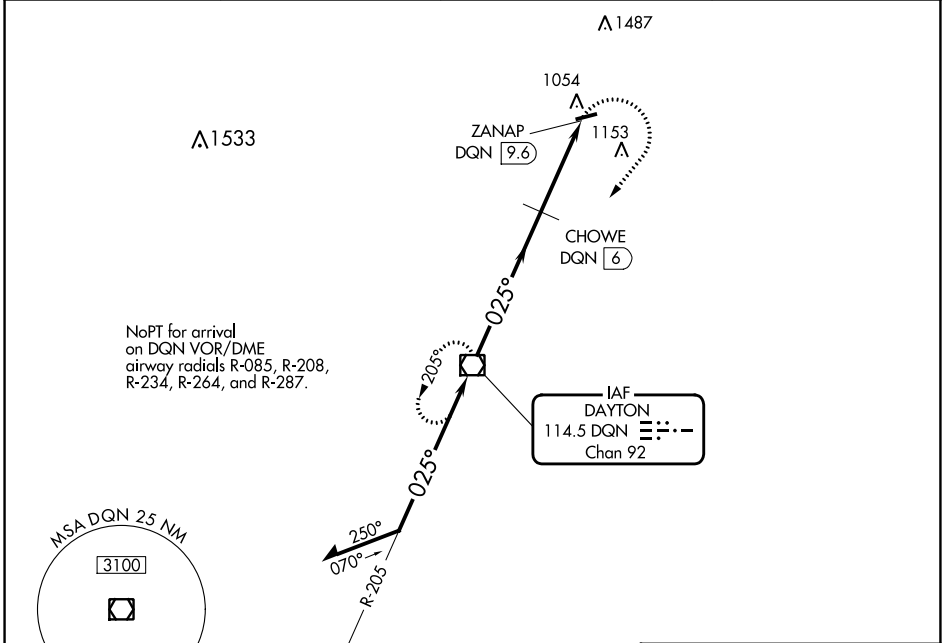 1487
1054
1533
ZANAP
DQN 9.6
1153
CHOWE
DQN 6
025°
NoPT for arrival
on DQN VOR/DME
airway radials R-085, R-208,
R-234, R-264, and R-287.
205°
IAF
DAYTON
114.5 DQN
Chan 92
025°
MSA DQN 25 NM
3100
250°
070°
R-205